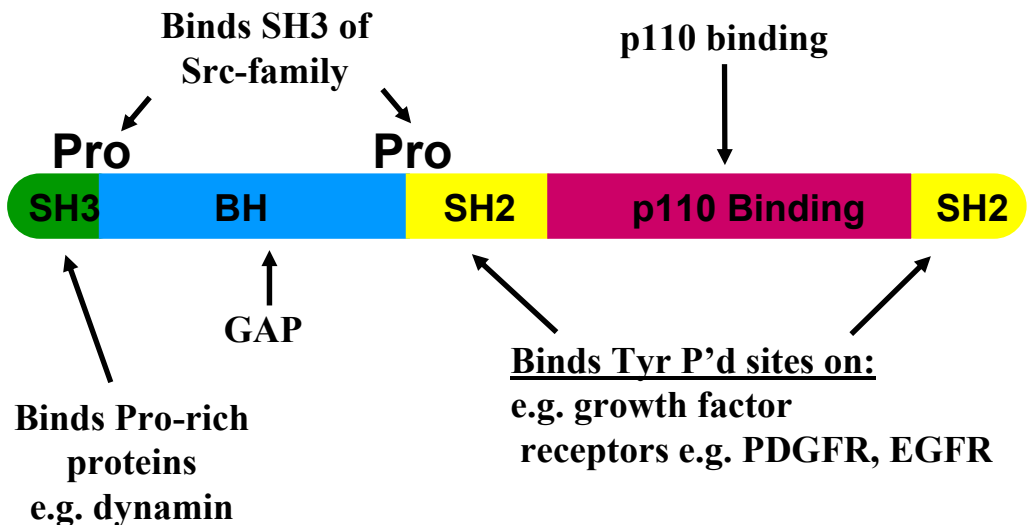 Binds SH3 of
Src-family
p110 binding
Pro
Pro
SH3
BH
SH2
p110 Binding
SH2
GAP
Binds Pro-rich
proteins
e.g. dynamin
Binds Tyr P’d sites on:
e.g. growth factor
receptors e.g. PDGFR, EGFR